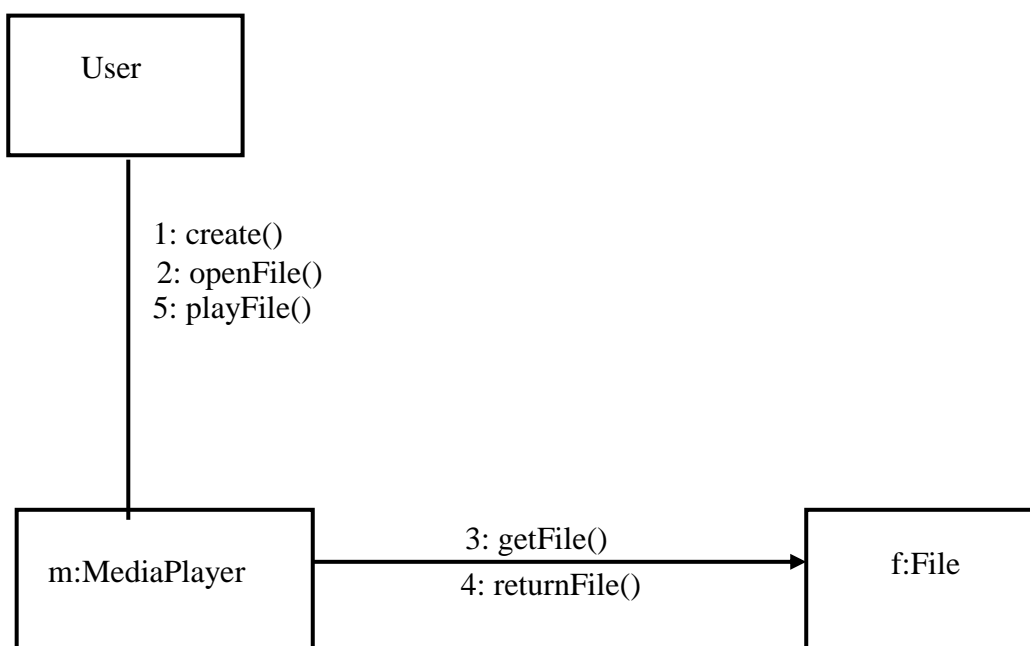 User
1: create()
2: openFile()
5: playFile()
3: getFile()
m:MediaPlayer
f:File
4: returnFile()